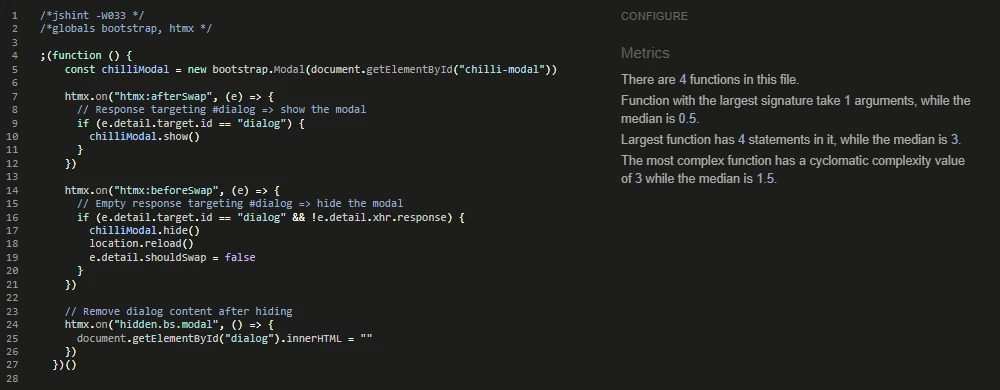 1 /*jshint -W033 */
2 /*globals bootstrap, htmx */
3
4 ;(function () {
5     const chilliModal = new bootstrap.Modal(document.getElementById("chilli-modal"))
6
7     htmx.on("htmx:afterSwap", (e) => {
8       // Response targeting #dialog => show the modal
9       if (e.detail.target.id == "dialog") {
10         chilliModal.show()
11       }
12     })
13
14     htmx.on("htmx:beforeSwap", (e) => {
15       // Empty response targeting #dialog => hide the modal
16       if (e.detail.target.id == "dialog" && !e.detail.xhr.response) {
17         chilliModal.hide()
18         location.reload()
19         e.detail.shouldSwap = false
20       }
21     })
22
23     // Remove dialog content after hiding
24     htmx.on("hidden.bs.modal", () => {
25       document.getElementById("dialog").innerHTML = ""
26     })
27   })()
28
CONFIGURE
Metrics
There are 4 functions in this file.
Function with the largest signature take 1 arguments, while the
median is 0.5.
Largest function has 4 statements in it, while the median is 3.
The most complex function has a cyclomatic complexity value
of 3 while the median is 1.5.